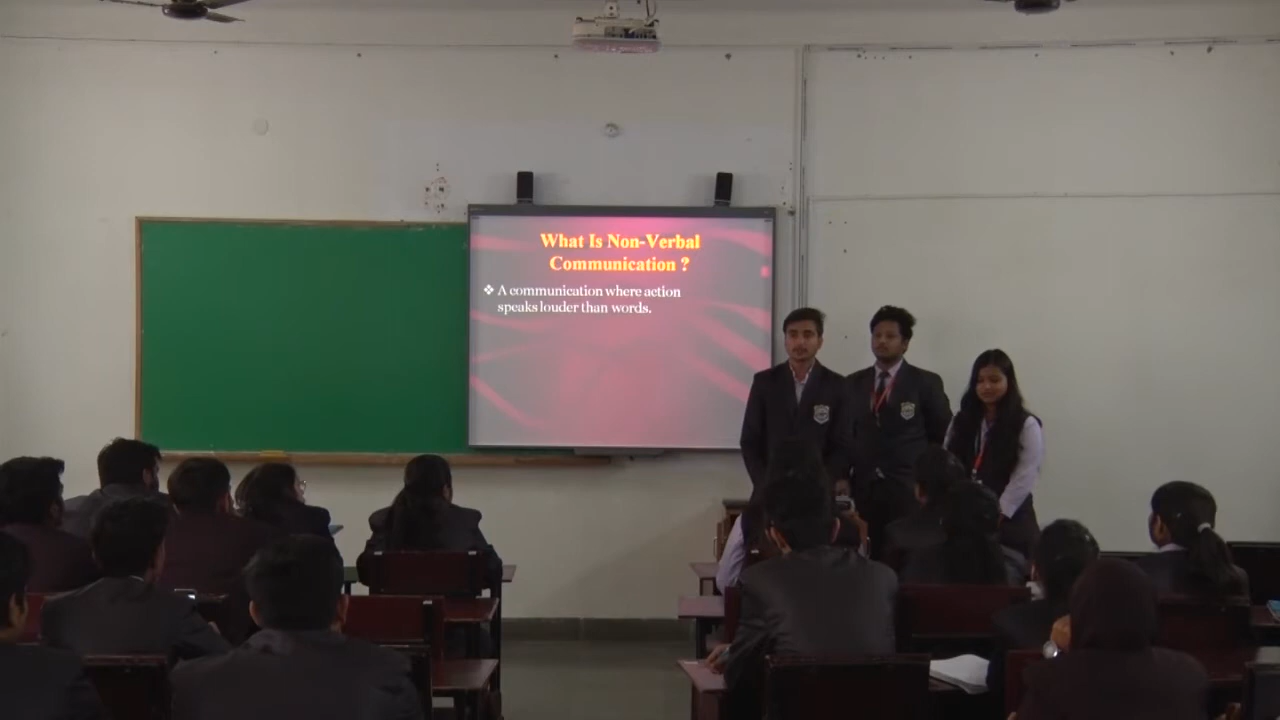 What Is Non-Verbal
Communication ?
❖ A communication where action
speaks louder than words.